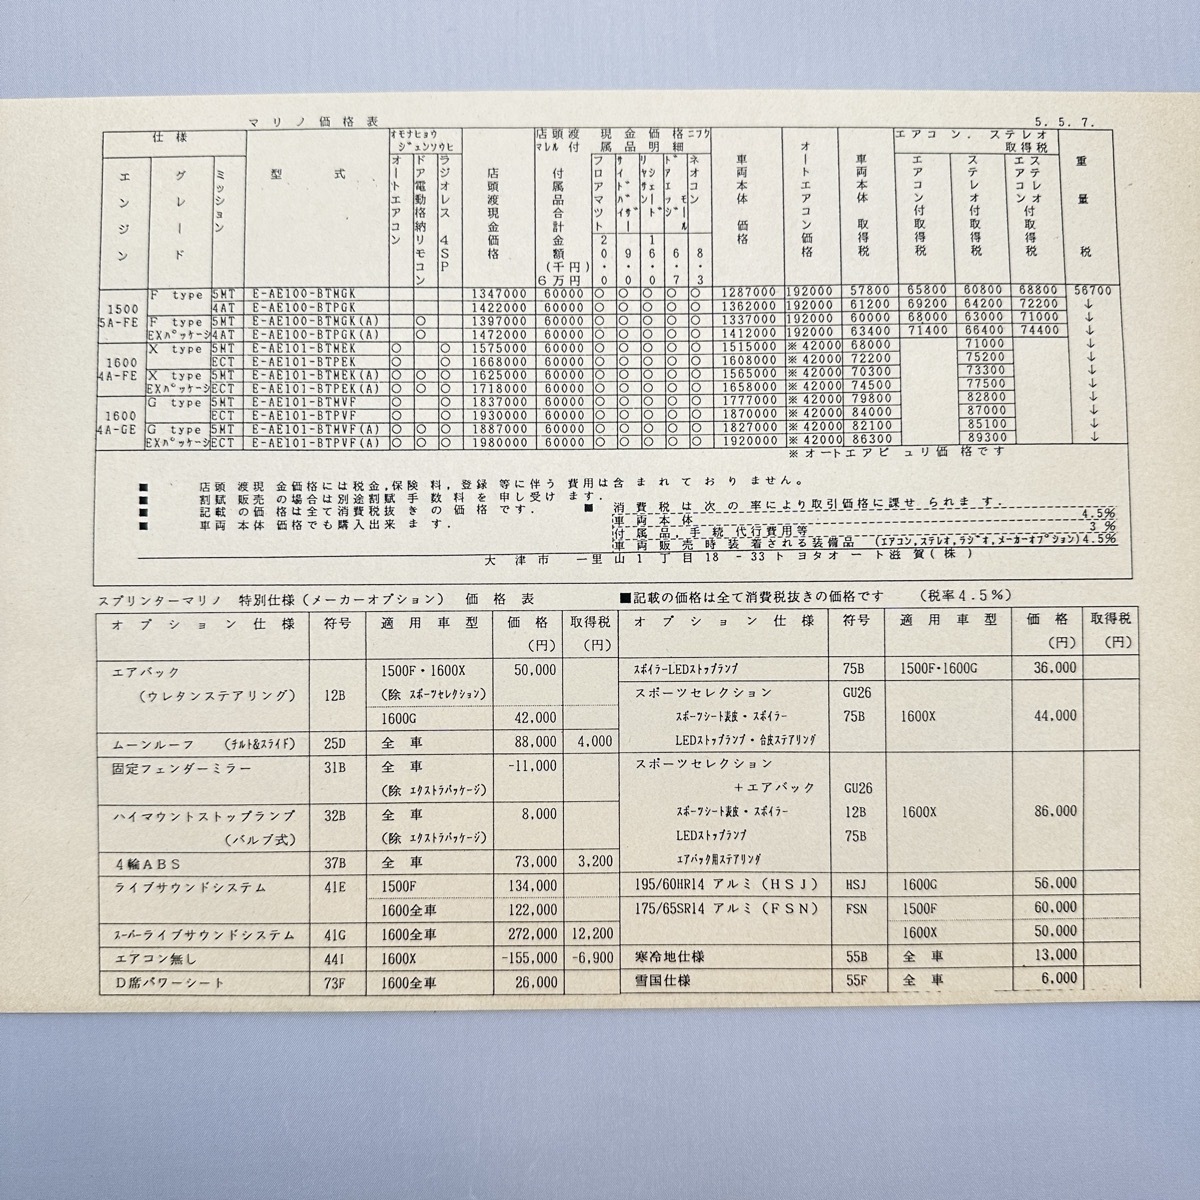 マリノ価格表 5.5.7.
仕様 型式 オモナヒョウジュンソウヒ 店頭渡現金価格 店頭渡現金価格ニフクマレル付属品明細 車両本体価格 オートエアコン価格 車両本体取得税 エアコン、ステレオ取得税 重量税
エンジン グレード ミッション オートエアコン ドア電動格納リモコン ラジオレス 4SP 付属品合計金額(千円)6万円 フロアマット 20.0 サイドバイザー 9.0 リヤサンシェード 16.0 ドアエッジモール 6.7 ネオコン 8.3 エアコン付取得税 ステレオ付取得税 エアコンステレオ付取得税
1500 5A-FE
F type 5MT E-AE100-BTMGK 1347000 60000 ○ ○ ○ ○ ○ 1287000 192000 57800 65800 60800 68800 56700
4AT E-AE100-BTPGK 1422000 60000 ○ ○ ○ ○ ○ 1362000 192000 61200 69200 64200 72200 ↓
F type 5MT E-AE100-BTMGK(A) ○ 1397000 60000 ○ ○ ○ ○ ○ 1337000 192000 60000 68000 63000 71000 ↓
EXパッケージ 4AT E-AE100-BTPGK(A) ○ 1472000 60000 ○ ○ ○ ○ ○ 1412000 192000 63400 71400 66400 74400 ↓
1600 4A-FE
X type 5MT E-AE101-BTMEK ○ ○ 1575000 60000 ○ ○ ○ ○ ○ 1515000 ※42000 68000 71000 ↓
ECT E-AE101-BTPEK ○ ○ 1668000 60000 ○ ○ ○ ○ ○ 1608000 ※42000 72200 75200 ↓
X type 5MT E-AE101-BTMEK(A) ○ ○ ○ 1625000 60000 ○ ○ ○ ○ ○ 1565000 ※42000 70300 73300 ↓
EXパッケージ ECT E-AE101-BTPEK(A) ○ ○ ○ 1718000 60000 ○ ○ ○ ○ ○ 1658000 ※42000 74500 77500 ↓
1600 4A-GE
G type 5MT E-AE101-BTMVF ○ ○ 1837000 60000 ○ ○ ○ ○ ○ 1777000 ※42000 79800 82800 ↓
ECT E-AE101-BTPVF ○ ○ 1930000 60000 ○ ○ ○ ○ ○ 1870000 ※42000 84000 87000 ↓
G type 5MT E-AE101-BTMVF(A) ○ ○ ○ 1887000 60000 ○ ○ ○ ○ ○ 1827000 ※42000 82100 85100 ↓
EXパッケージ ECT E-AE101-BTPVF(A) ○ ○ ○ 1980000 60000 ○ ○ ○ ○ ○ 1920000 ※42000 86300 89300 ↓
※オートエアピュリ価格です
■ 店頭渡現金価格には税金,保険料,登録等に伴う費用は含まれておりません。
■ 割賦販売の場合は別途割賦手数料を申し受けます.
■ 記載の価格は全て消費税抜きの価格です.
■ 車両本体価格でも購入出来ます.
■ 消費税は次の率により取引価格に課せられます.
車両本体 4.5%
付属品,手続代行費用等 3%
車両販売時装着される装備品 (エアコン,ステレオ,ラジオ,メーカーオプション)4.5%
大津市一里山1丁目18-33トヨタオート滋賀(株)
スプリンターマリノ 特別仕様(メーカーオプション) 価格表 ■記載の価格は全て消費税抜きの価格です (税率4.5%)
オプション仕様 符号 適用車型 価格(円) 取得税(円)
エアバック
(ウレタンステアリング) 12B 1500F・1600X 50,000
(除 スポーツセレクション)
1600G 42,000
ムーンルーフ (チルト&スライド) 25D 全車 88,000 4,000
固定フェンダーミラー 31B 全車 -11,000
(除 エクストラパッケージ)
ハイマウントストップランプ 32B 全車 8,000
(バルブ式) (除 エクストラパッケージ)
4輪ABS 37B 全車 73,000 3,200
ライブサウンドシステム 41E 1500F 134,000
1600全車 122,000
スーパーライブサウンドシステム 41G 1600全車 272,000 12,200
エアコン無し 44I 1600X -155,000 -6,900
D席パワーシート 73F 1600全車 26,000
オプション仕様 符号 適用車型 価格(円) 取得税(円)
スポイラーLEDストップランプ 75B 1500F・1600G 36,000
スポーツセレクション GU26
スポーツシート表皮・スポイラー 75B 1600X 44,000
LEDストップランプ・合皮ステアリング
スポーツセレクション
+エアバック GU26
スポーツシート表皮・スポイラー 12B 1600X 86,000
LEDストップランプ 75B
エアバック用ステアリング
195/60HR14 アルミ(HSJ) HSJ 1600G 56,000
175/65SR14 アルミ(FSN) FSN 1500F 60,000
1600X 50,000
寒冷地仕様 55B 全車 13,000
雪国仕様 55F 全車 6,000